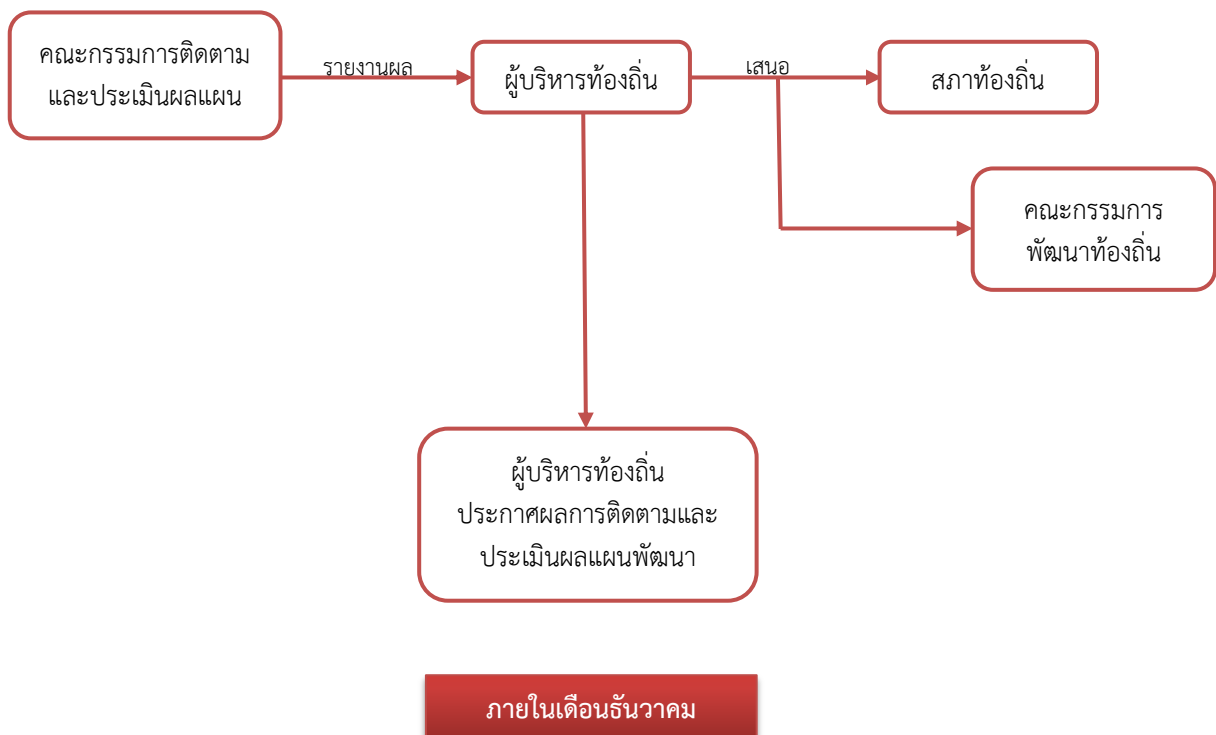 คณะกรรมการติดตาม
และประเมินผลแผน
รายงานผล
ผู้บริหารท้องถิ่น
เสนอ
สภาท้องถิ่น
คณะกรรมการ
พัฒนาท้องถิ่น
ผู้บริหารท้องถิ่น
ประกาศผลการติดตามและ
ประเมินผลแผนพัฒนา
ภายในเดือนธันวาคม